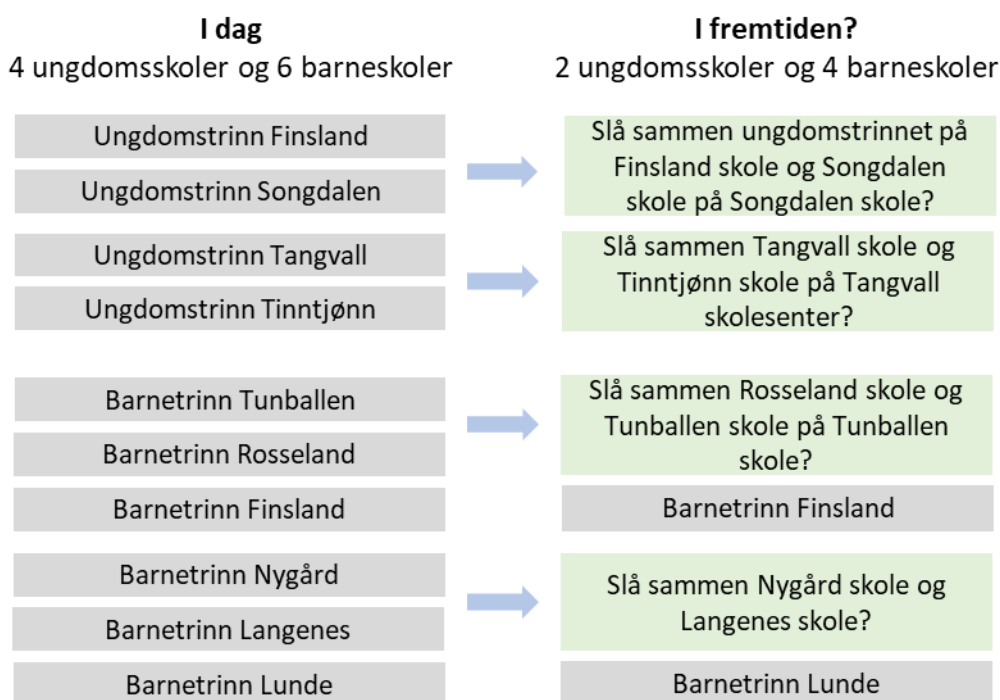 I dag
4 ungdomsskoler og 6 barneskoler
Ungdomstrinn Finsland
Ungdomstrinn Songdalen
Ungdomstrinn Tangvall
Ungdomstrinn Tinntjønn
Barnetrinn Tunballen
Barnetrinn Rosseland
Barnetrinn Finsland
Barnetrinn Nygård
Barnetrinn Langenes
Barnetrinn Lunde
I fremtiden?
2 ungdomsskoler og 4 barneskoler
Slå sammen ungdomstrinnet på
Finsland skole og Songdalen
skole på Songdalen skole?
Slå sammen Tangvall skole og
Tinntjønn skole på Tangvall
skolesenter?
Slå sammen Rosseland skole og
Tunballen skole på Tunballen
skole?
Barnetrinn Finsland
Slå sammen Nygård skole og
Langenes skole?
Barnetrinn Lunde